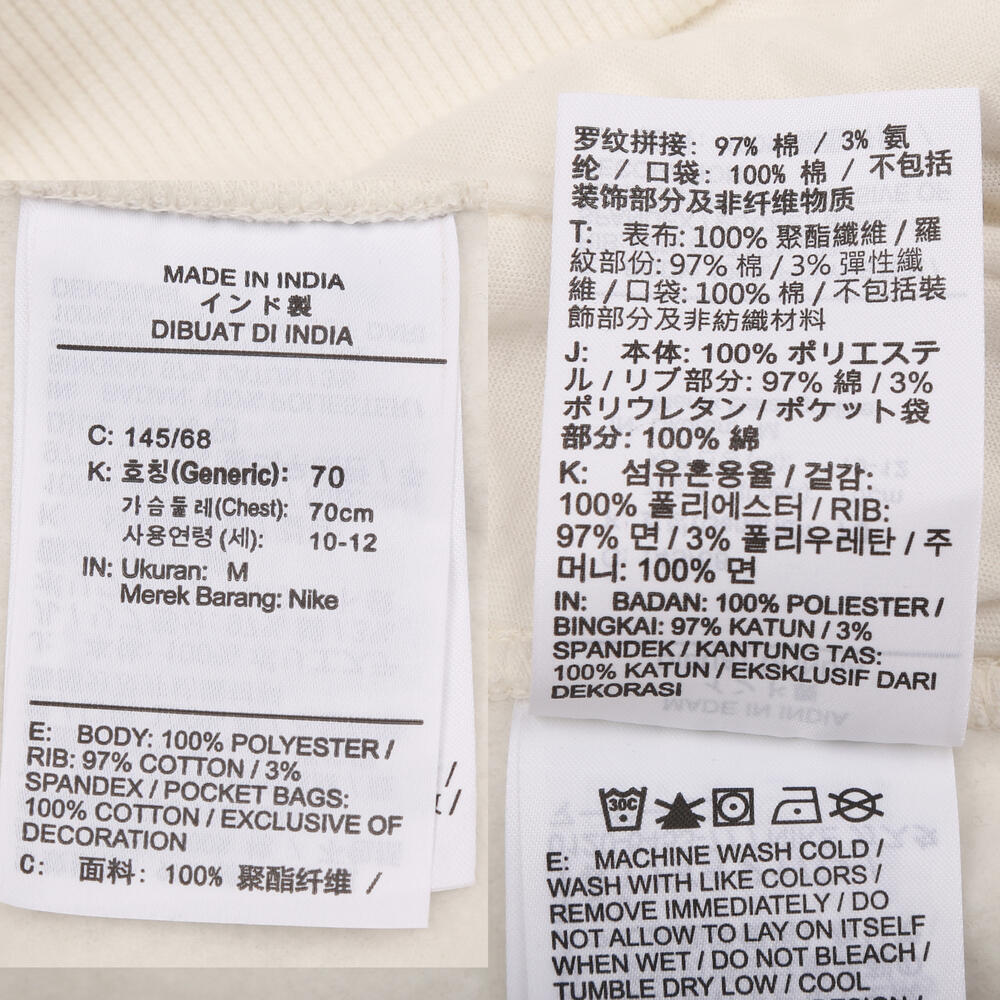 MADE IN INDIA
インド製
DIBUAT DI INDIA
C: 145/68
K: 호칭(Generic): 70
가슴둘레(Chest): 70cm
사용연령 (세): 10-12
IN: Ukuran: M
Merek Barang: Nike
E: BODY: 100% POLYESTER /
RIB: 97% COTTON / 3%
SPANDEX / POCKET BAGS:
100% COTTON / EXCLUSIVE OF
DECORATION
C: 面料: 100% 聚酯纤维 /
罗纹拼接: 97% 棉 / 3% 氨
纶 / 口袋: 100% 棉 / 不包括
装饰部分及非纤维物质
T: 表布: 100% 聚酯纖維 / 羅
紋部份: 97% 棉 / 3% 彈性纖
維 / 口袋: 100% 棉 / 不包括裝
飾部分及非紡織材料
J: 本体: 100% ポリエステ
ル / リブ部分: 97% 綿 / 3%
ポリウレタン / ポケット袋
部分: 100% 綿
K: 섬유혼용율 / 겉감:
100% 폴리에스터 / RIB:
97% 면 / 3% 폴리우레탄 / 주
머니: 100% 면
IN: BADAN: 100% POLIESTER /
BINGKAI: 97% KATUN / 3%
SPANDEK / KANTUNG TAS:
100% KATUN / EKSKLUSIF DARI
DEKORASI
30C
E: MACHINE WASH COLD /
WASH WITH LIKE COLORS /
REMOVE IMMEDIATELY / DO
NOT ALLOW TO LAY ON ITSELF
WHEN WET / DO NOT BLEACH /
TUMBLE DRY LOW / COOL